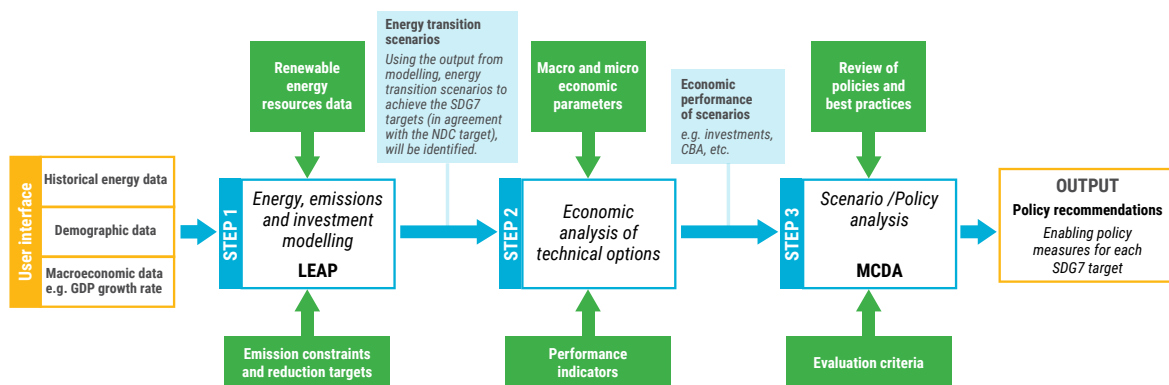 User interface
Historical energy data
Demographic data
Macroeconomic data
e.g. GDP growth rate
Renewable
energy
resources data
STEP 1
Energy, emissions
and investment
modelling
LEAP
Emission constraints
and reduction targets
Energy transition
scenarios
Using the output from
modelling, energy
transition scenarios to
achieve the SDG7
targets (in agreement
with the NDC target),
will be identified.
Macro and micro
economic
parameters
STEP 2
Economic
analysis of
technical options
Performance
indicators
Economic
performance
of scenarios
e.g. investments,
CBA, etc.
Review of
policies and
best practices
STEP 3
Scenario /Policy
analysis
MCDA
Evaluation criteria
OUTPUT
Policy recommendations
Enabling policy
measures for each
SDG7 target